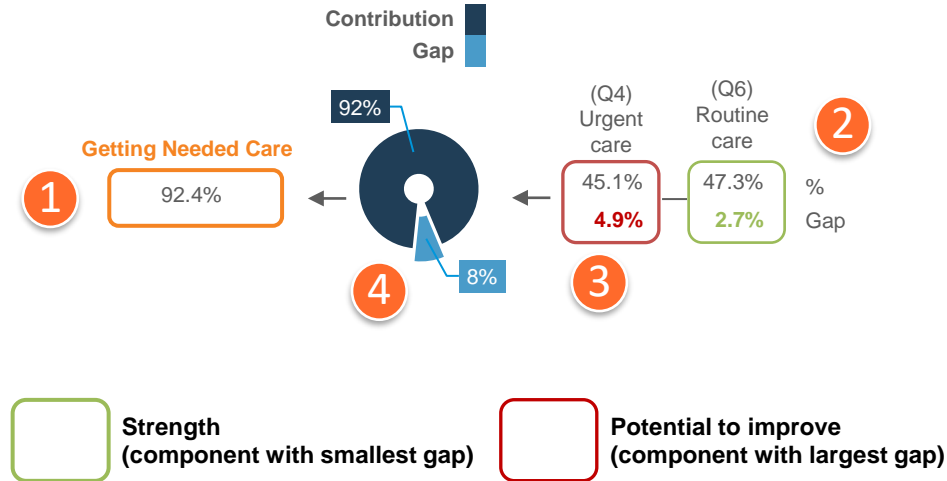 Contribution
Gap
92%
(Q4)
Urgent
care
(Q6)
Routine
care
2
Getting Needed Care
1
92.4%
45.1%
47.3%
%
4.9%
2.7%
Gap
4
8%
3
Strength
(component with smallest gap)
Potential to improve
(component with largest gap)